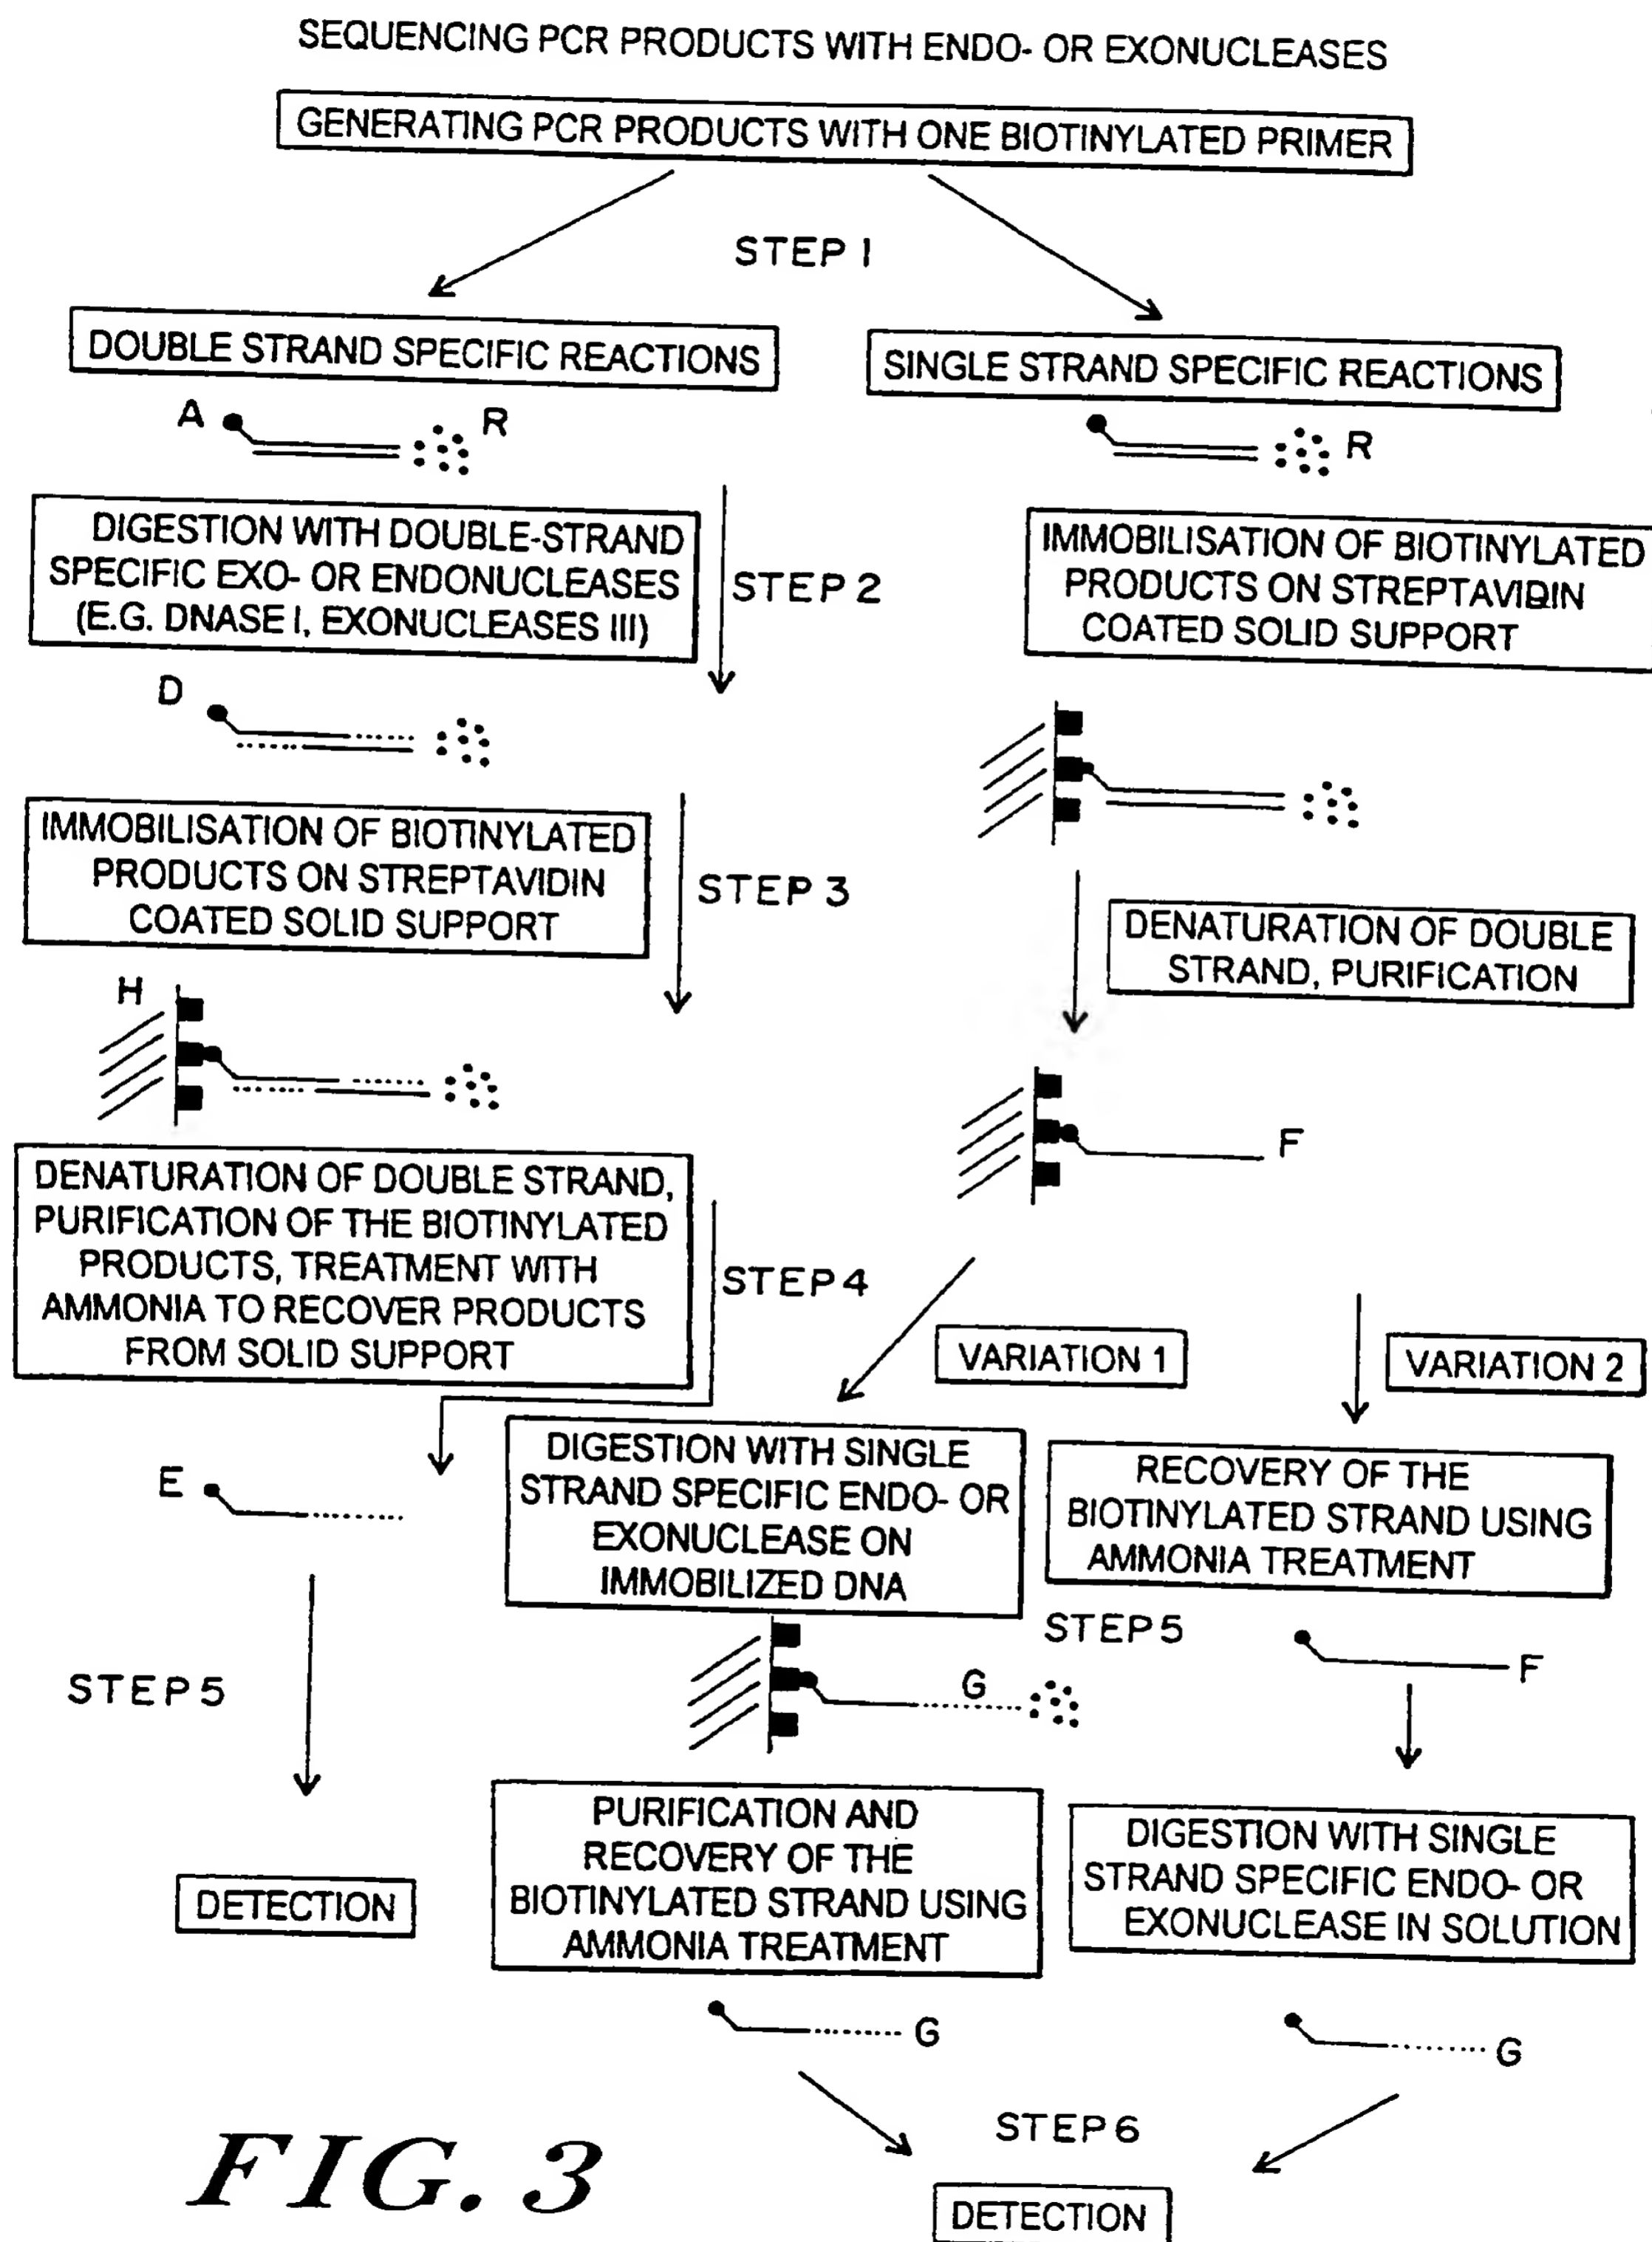 SEQUENCING PCR PRODUCTS WITH ENDO- OR EXONUCLEASES
GENERATING PCR PRODUCTS WITH ONE BIOTINYLATED PRIMER
STEP 1
DOUBLE STRAND SPECIFIC REACTIONS
SINGLE STRAND SPECIFIC REACTIONS
A
R
R
DIGESTION WITH DOUBLE-STRAND
SPECIFIC EXO- OR ENDONUCLEASES
(E.G. DNASE I, EXONUCLEASES III)
STEP 2
IMMOBILISATION OF BIOTINYLATED
PRODUCTS ON STREPTAVIDIN
COATED SOLID SUPPORT
D
IMMOBILISATION OF BIOTINYLATED
PRODUCTS ON STREPTAVIDIN
COATED SOLID SUPPORT
STEP 3
DENATURATION OF DOUBLE
STRAND, PURIFICATION
H
F
DENATURATION OF DOUBLE STRAND,
PURIFICATION OF THE BIOTINYLATED
PRODUCTS, TREATMENT WITH
AMMONIA TO RECOVER PRODUCTS
FROM SOLID SUPPORT
STEP 4
VARIATION 1
VARIATION 2
E
DIGESTION WITH SINGLE
STRAND SPECIFIC ENDO- OR
EXONUCLEASE ON
IMMOBILIZED DNA
RECOVERY OF THE
BIOTINYLATED STRAND USING
AMMONIA TREATMENT
STEP 5
STEP 5
G
F
DETECTION
PURIFICATION AND
RECOVERY OF THE
BIOTINYLATED STRAND USING
AMMONIA TREATMENT
DIGESTION WITH SINGLE
STRAND SPECIFIC ENDO- OR
EXONUCLEASE IN SOLUTION
G
G
STEP 6
DETECTION
FIG. 3